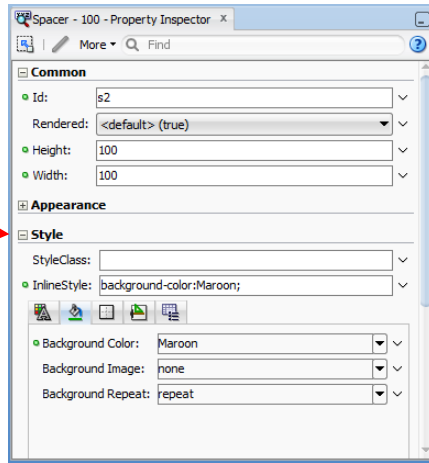 Spacer - 100 - Property Inspector x
More Find
Common
Id: s2
Rendered: <default> (true)
Height: 100
Width: 100
Appearance
Style
StyleClass:
InlineStyle: background-color:Maroon;
Background Color: Maroon
Background Image: none
Background Repeat: repeat